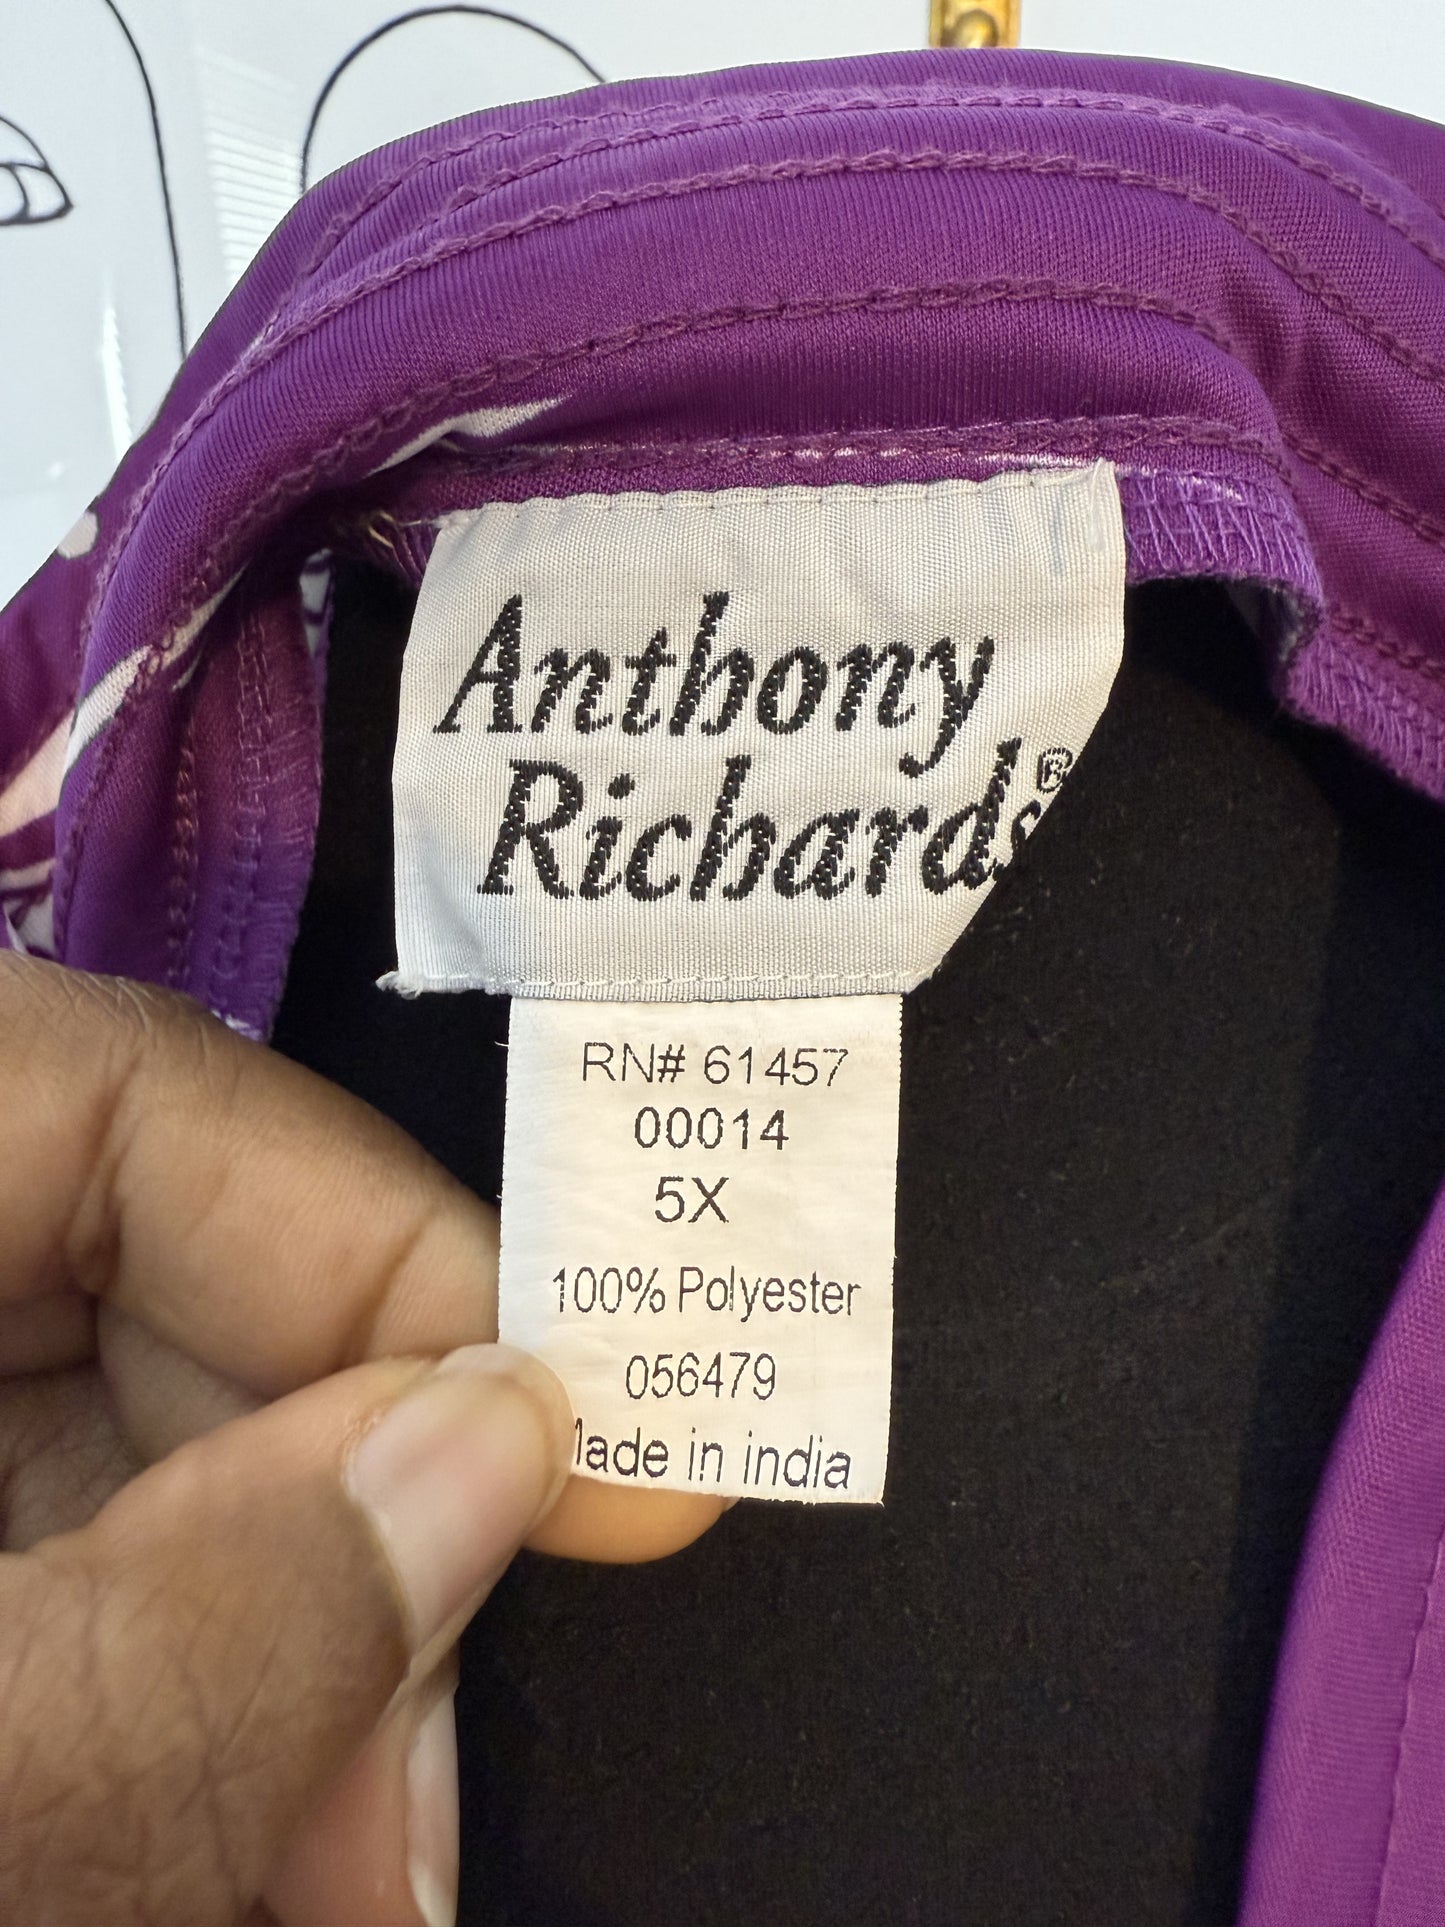 Anthony
Richards®
RN# 61457
00014
5X
100% Polyester
056479
Made in india